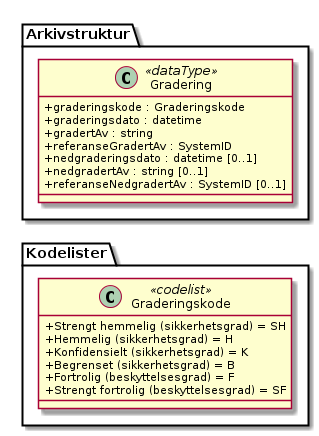 Arkivstruktur
C «dataType»
Gradering
+graderingskode : Graderingskode
+graderingsdato : datetime
+gradertAv : string
+referanseGradertAv : SystemID
+nedgraderingsdato : datetime [0..1]
+nedgradertAv : string [0..1]
+referanseNedgradertAv : SystemID [0..1]
Kodelister
C «codelist»
Graderingskode
+Strengt hemmelig (sikkerhetsgrad) = SH
+Hemmelig (sikkerhetsgrad) = H
+Konfidensielt (sikkerhetsgrad) = K
+Begrenset (sikkerhetsgrad) = B
+Fortrolig (beskyttelsesgrad) = F
+Strengt fortrolig (beskyttelsesgrad) = SF